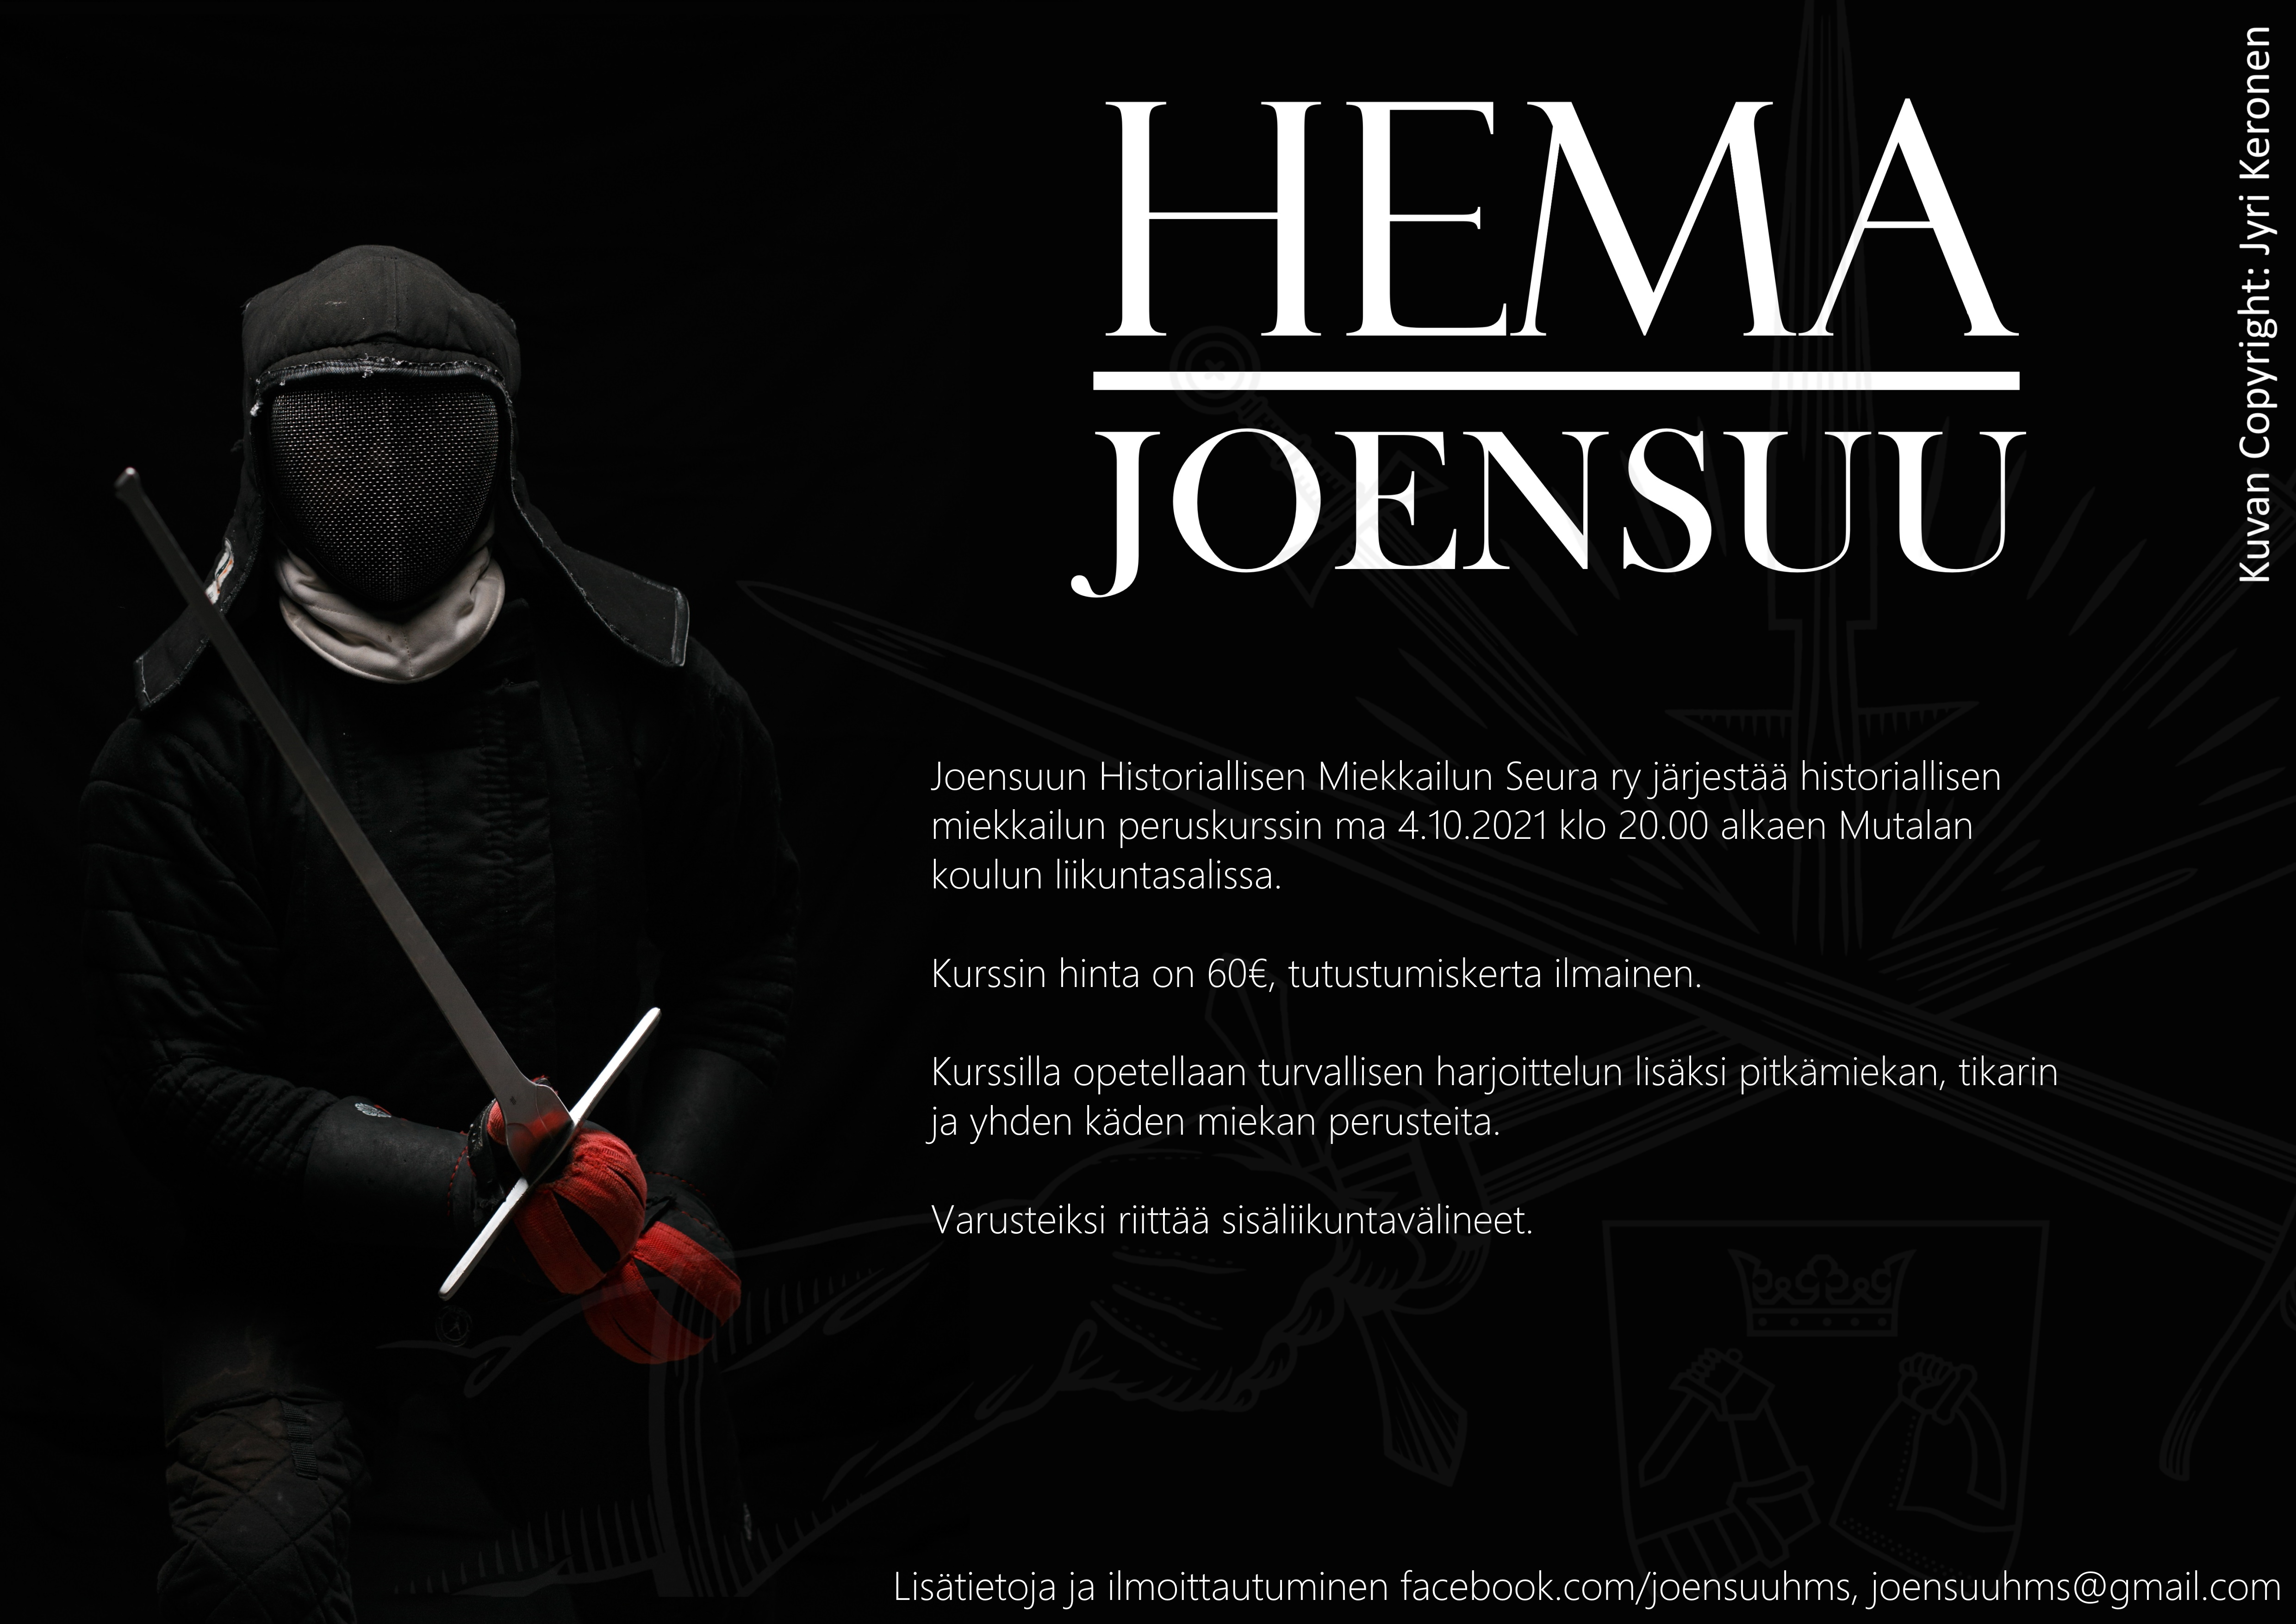 HEMA
JOENSUU
Kuvan Copyright: Jyri Keronen
Joensuun Historiallisen Miekkailun Seura ry järjestää historiallisen
miekkailun peruskurssin ma 4.10.2021 klo 20.00 alkaen Mutalan
koulun liikuntasalissa.
Kurssin hinta on 60€, tutustumiskerta ilmainen.
Kurssilla opetellaan turvallisen harjoittelun lisäksi pitkämiekan, tikarin
ja yhden käden miekan perusteita.
Varusteiksi riittää sisäliikuntavälineet.
Lisätietoja ja ilmoittautuminen facebook.com/joensuuhms, joensuuhms@gmail.com